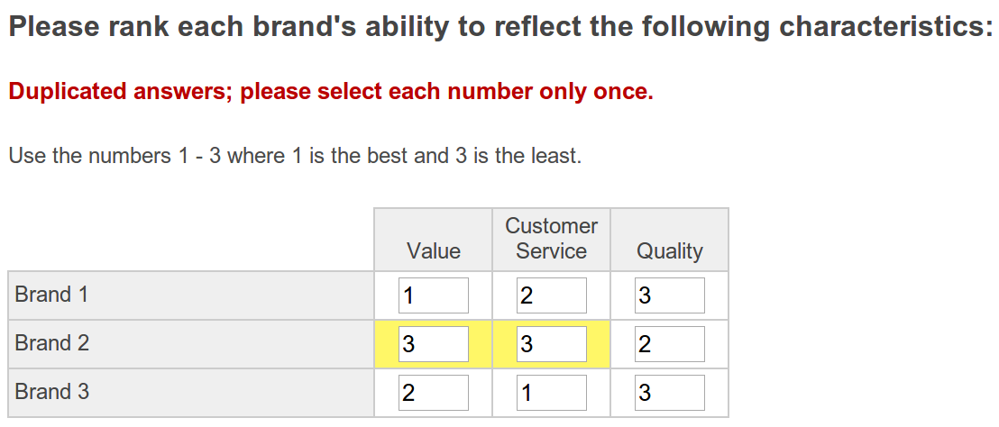 Please rank each brand's ability to reflect the following characteristics:
Duplicated answers; please select each number only once.
Use the numbers 1 - 3 where 1 is the best and 3 is the least.
Value Customer Service Quality
Brand 1 1 2 3
Brand 2 3 3 2
Brand 3 2 1 3